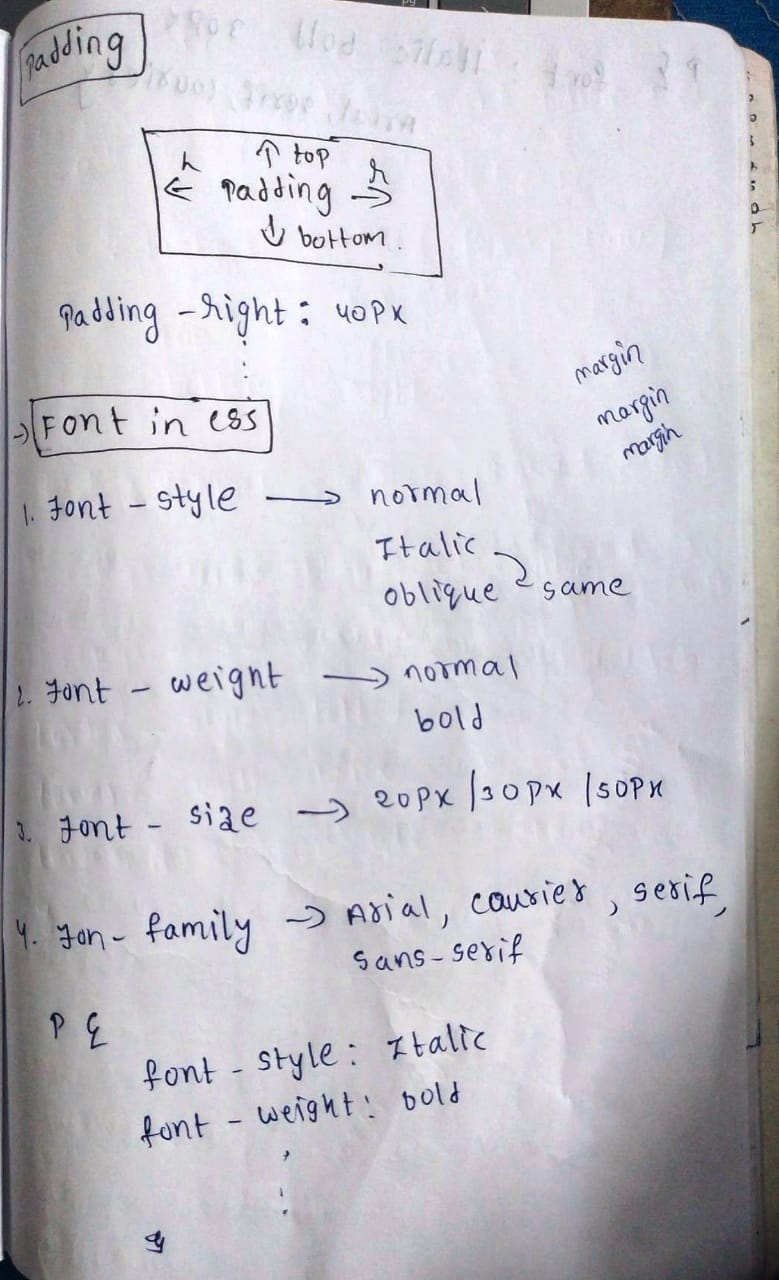 Padding
↑ top
h h
← Padding →
↓ bottom.
Padding - right : 40PX
margin
margin
margin
→ Font in css
1. Font - style → normal
Italic
oblique same
2. Font - weight → normal
bold
3. Font - size → 20PX / 30PX / 50PX
4. Fon - family → Arial, courier, serif,
sans-serif
P {
font - style : Italic
font - weight : bold
}